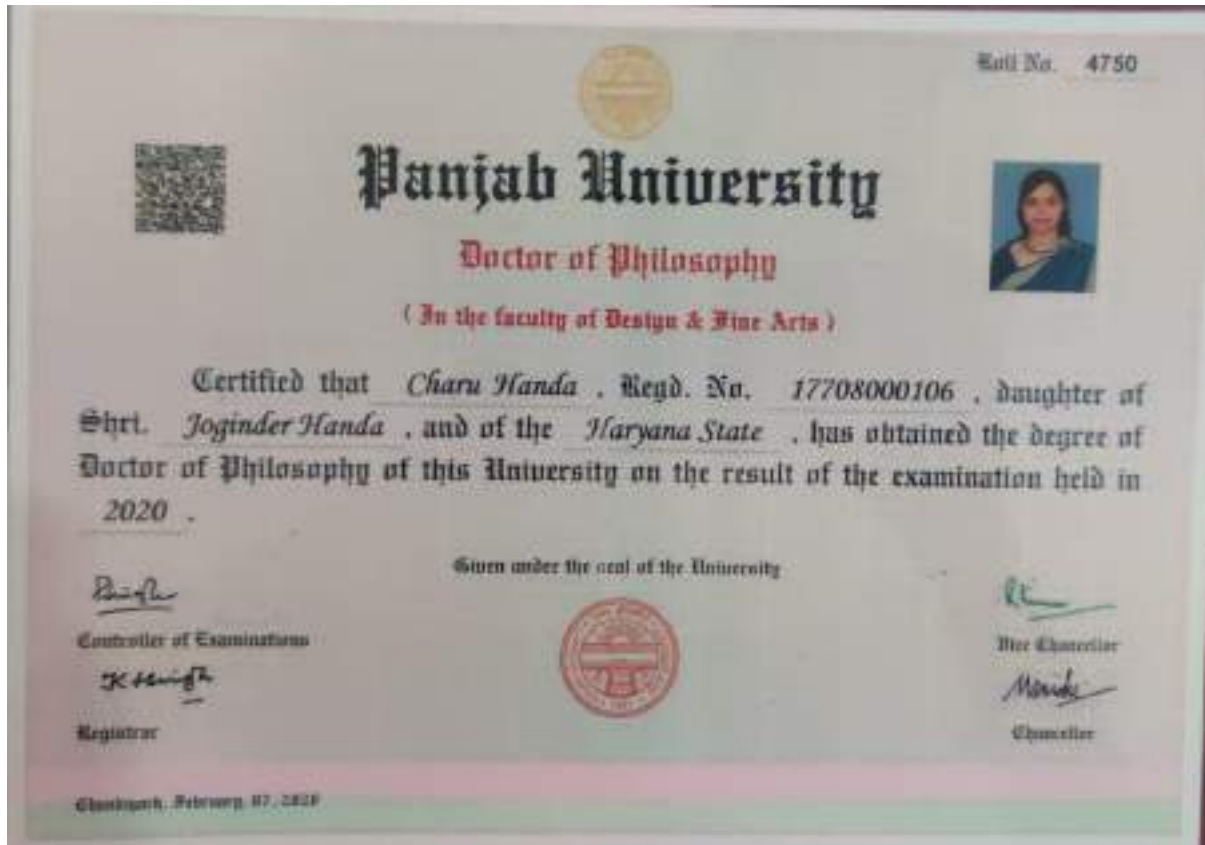 Roll No. 4750
Panjab University
Doctor of Philosophy
( In the faculty of Design & Fine Arts )
Certified that Charu Handa , Regd. No. 17708000106 , daughter of
Shri. Joginder Handa , and of the Haryana State , has obtained the degree of
Doctor of Philosophy of this University on the result of the examination held in
2020 .
Given under the seal of the University
Controller of Examinations
Vice Chancellor
Registrar
Chancellor
Chandigarh, February, 07, 2020